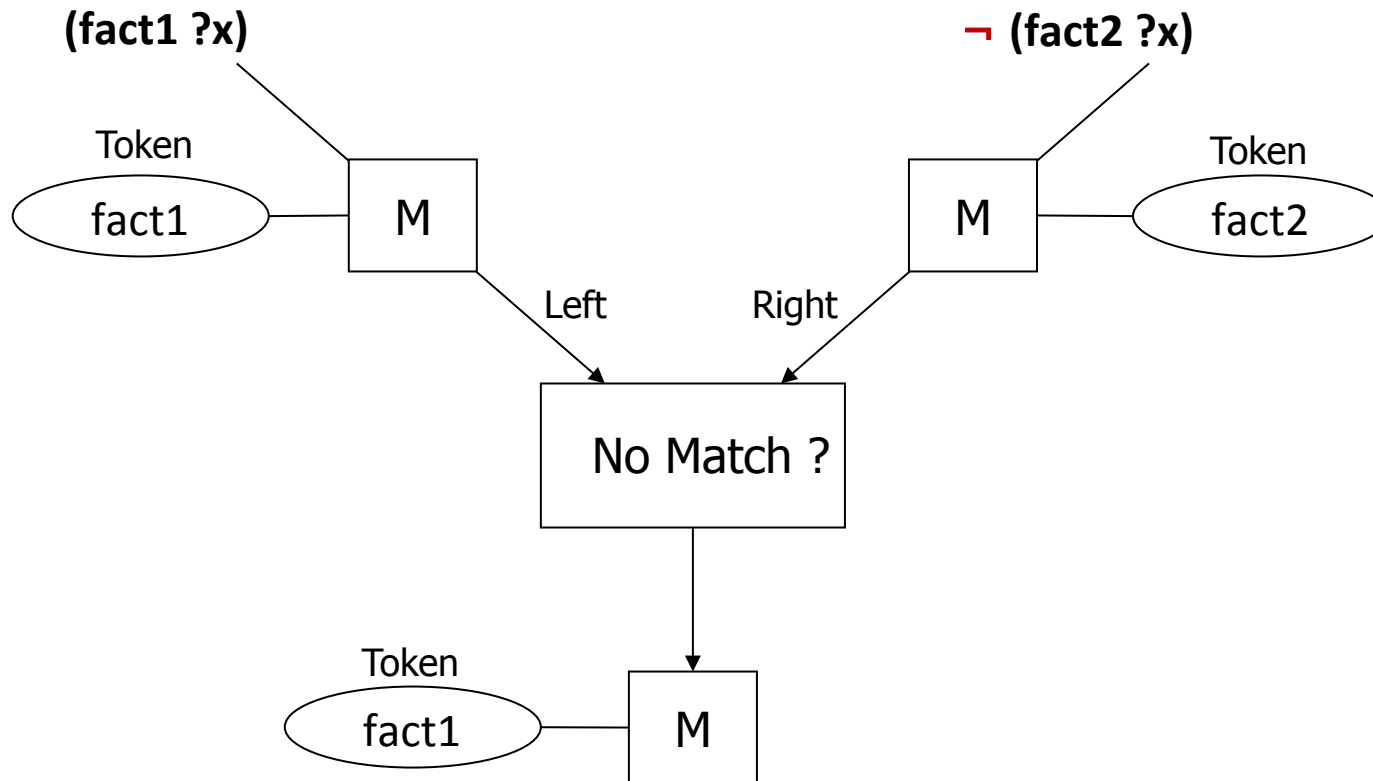 (fact1 ?x)
¬ (fact2 ?x)
Token
Token
fact1
M
M
fact2
Left
Right
No Match ?
Token
fact1
M